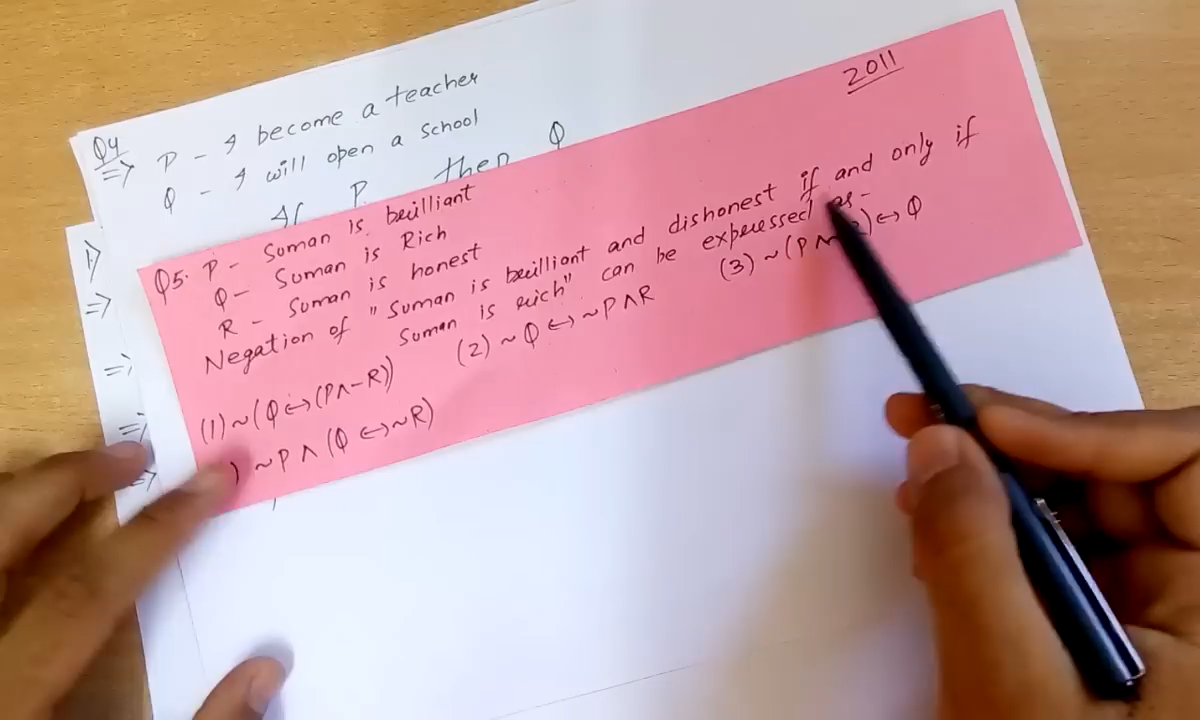 Q4
=> P - I become a teacher
Q - I will open a school
If P then Q
1.)
=>
=>
=>
=>
2011
Q5. P - Suman is brilliant
Q - Suman is Rich
R - Suman is honest
Negation of "Suman is brilliant and dishonest if and only if
Suman is rich" can be expressed as -
(1) ~(Q ↔ (P ∧ - R))
(2) ~Q ↔ ~P ∧ R
(3) ~(P ∧ ~R) ↔ Q
) ~P ∧ (Q ↔ ~R)